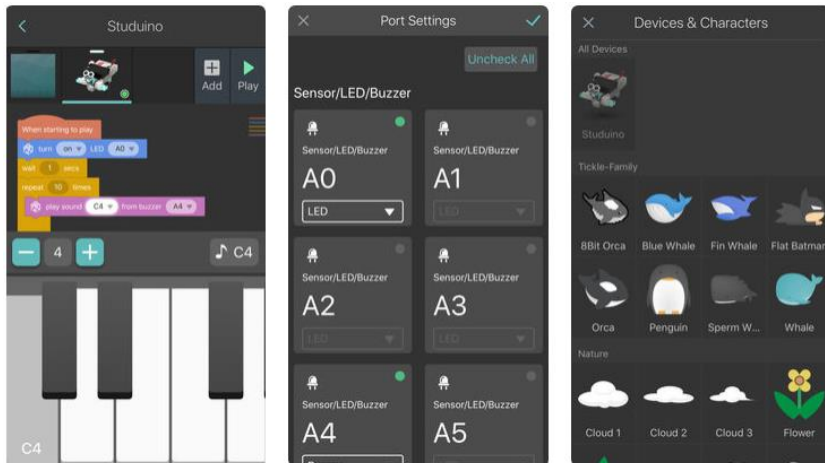 Studuino
Add
Play
When starting to play
turn on LED A0
wait 1 secs
repeat 10 times
play sound C4 from buzzer A4
4
C4
C4
Port Settings
Uncheck All
Sensor/LED/Buzzer
Sensor/LED/Buzzer
A0
LED
Sensor/LED/Buzzer
A1
LED
Sensor/LED/Buzzer
A2
LED
Sensor/LED/Buzzer
A3
LED
Sensor/LED/Buzzer
A4
Sensor/LED/Buzzer
A5
Devices & Characters
All Devices
Studuino
Tickle-Family
8Bit Orca
Blue Whale
Fin Whale
Flat Batman
Orca
Penguin
Sperm W...
Whale
Nature
Cloud 1
Cloud 2
Cloud 3
Flower